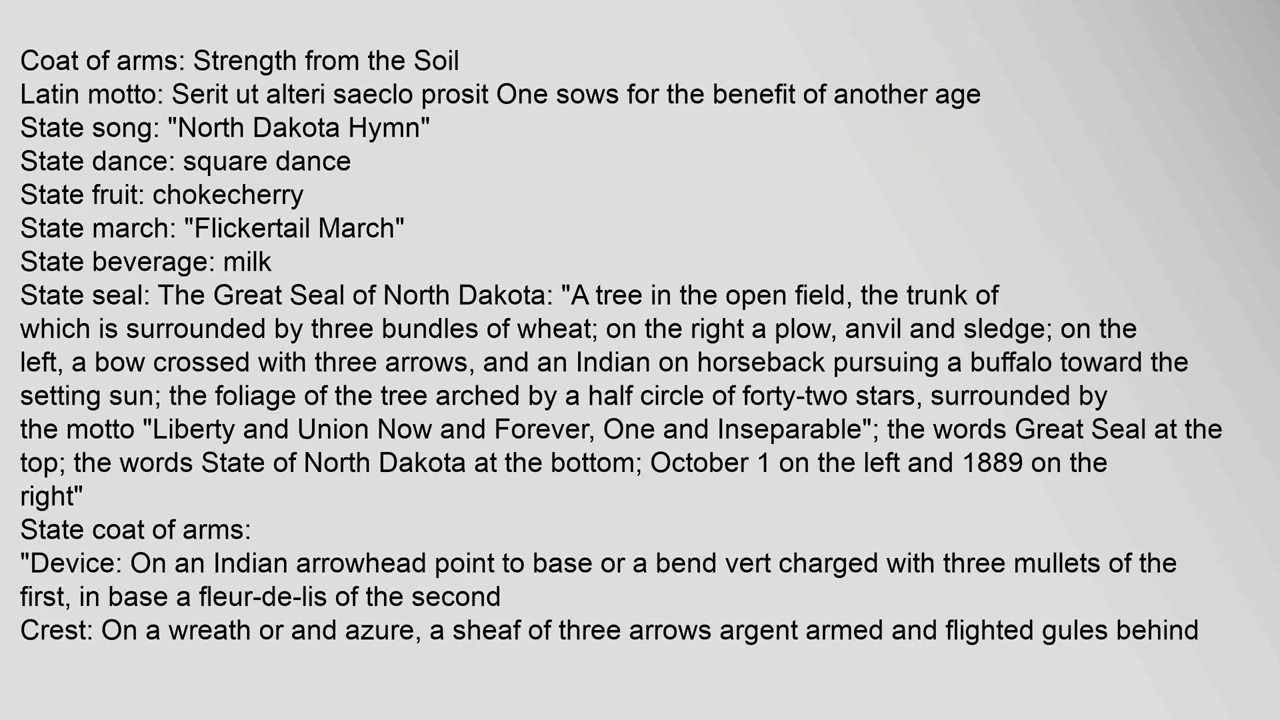 Coat of arms: Strength from the Soil
Latin motto: Serit ut alteri saeclo prosit One sows for the benefit of another age
State song: "North Dakota Hymn"
State dance: square dance
State fruit: chokecherry
State march: "Flickertail March"
State beverage: milk
State seal: The Great Seal of North Dakota: "A tree in the open field, the trunk of
which is surrounded by three bundles of wheat; on the right a plow, anvil and sledge; on the
left, a bow crossed with three arrows, and an Indian on horseback pursuing a buffalo toward the
setting sun; the foliage of the tree arched by a half circle of forty-two stars, surrounded by
the motto "Liberty and Union Now and Forever, One and Inseparable"; the words Great Seal at the
top; the words State of North Dakota at the bottom; October 1 on the left and 1889 on the
right"
State coat of arms:
"Device: On an Indian arrowhead point to base or a bend vert charged with three mullets of the
first, in base a fleur-de-lis of the second
Crest: On a wreath or and azure, a sheaf of three arrows argent armed and flighted gules behind